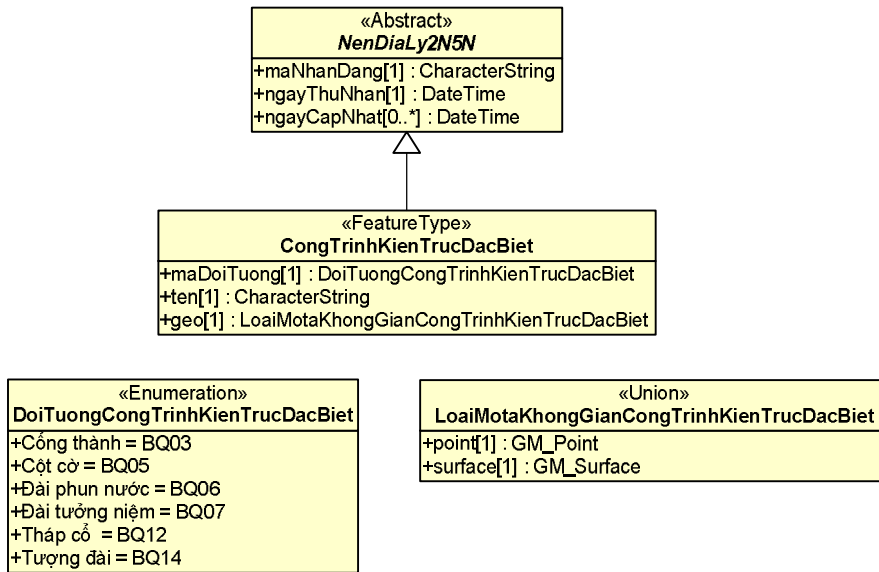 «Abstract»
NenDiaLy2N5N
+maNhanDang[1] : CharacterString
+ngayThuNhan[1] : DateTime
+ngayCapNhat[0..*] : DateTime
«FeatureType»
CongTrinhKienTrucDacBiet
+maDoiTuong[1] : DoiTuongCongTrinhKienTrucDacBiet
+ten[1] : CharacterString
+geo[1] : LoaiMotaKhongGianCongTrinhKienTrucDacBiet
«Enumeration»
DoiTuongCongTrinhKienTrucDacBiet
+Cổng thành = BQ03
+Cột cờ = BQ05
+Đài phun nước = BQ06
+Đài tưởng niệm = BQ07
+Tháp cổ = BQ12
+Tượng đài = BQ14
«Union»
LoaiMotaKhongGianCongTrinhKienTrucDacBiet
+point[1] : GM_Point
+surface[1] : GM_Surface